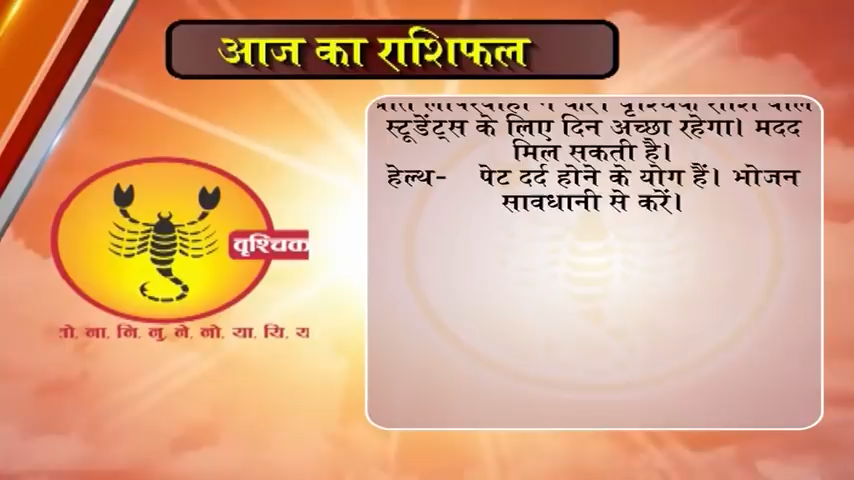 आज का राशिफल
स्टूडेंट्स के लिए दिन अच्छा रहेगा। मदद
मिल सकती है।
हेल्थ- पेट दर्द होने के योग हैं। भोजन
सावधानी से करें।
वृश्चिक
ना, नि, नु, ने, नो, या, यि,